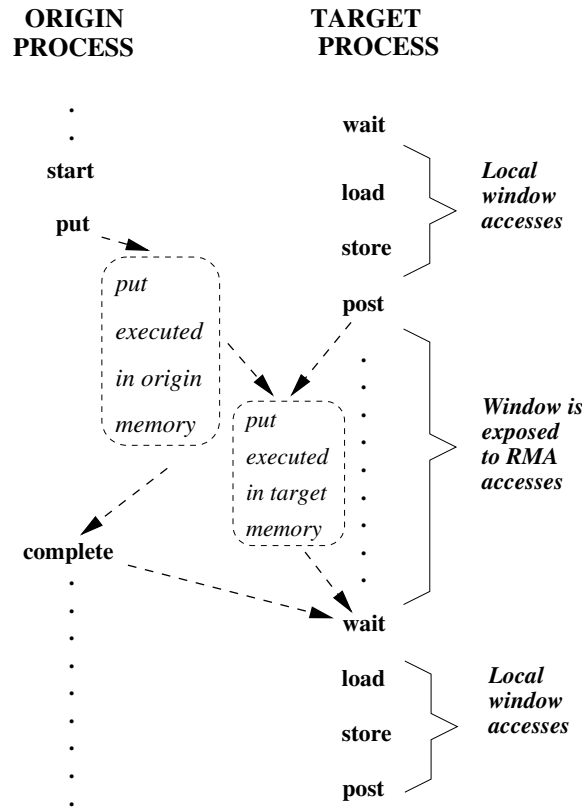 ORIGIN
PROCESS
TARGET
PROCESS
wait
start
Local
window
accesses
load
put
store
put
executed
in origin
memory
post
Window is
exposed
to RMA
accesses
put
executed
in target
memory
complete
wait
load
Local
window
accesses
store
post